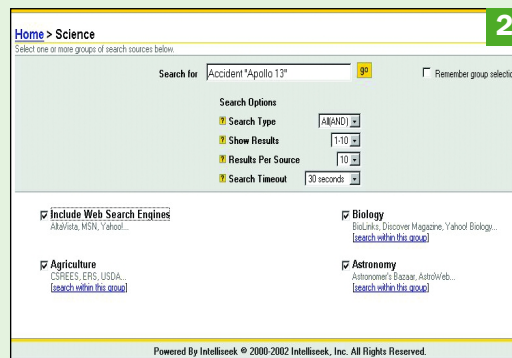 2
Home > Science
Select one or more groups of search sources below.
Search for Accident "Apollo 13" go Remember group selectio
Search Options
? Search Type All(AND)
? Show Results 1-10
? Results Per Source 10
? Search Timeout 30 seconds
Include Web Search Engines
AltaVista, MSN, Yahoo!...
Biology
BioLinks, Discover Magazine, Yahoo! Biology...
[search within this group]
Agriculture
CSREES, ERS, USDA...
[search within this group]
Astronomy
Astronomer's Bazaar, AstroWeb...
[search within this group]
Powered By Intelliseek © 2000-2002 Intelliseek, Inc. All Rights Reserved.